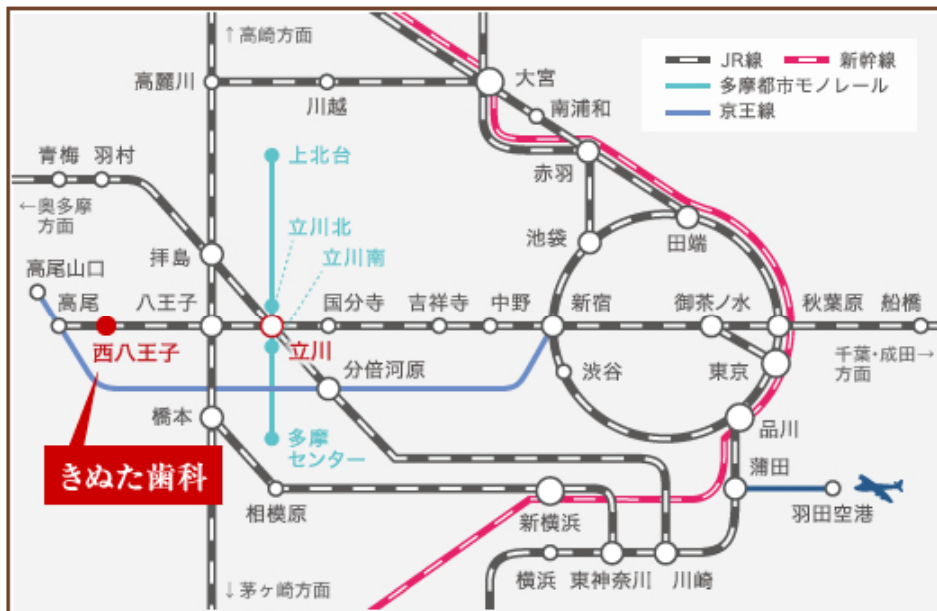 ↑高崎方面
JR線
新幹線
多摩都市モノレール
京王線
高麗川
川越
大宮
南浦和
赤羽
青梅
羽村
上北台
←奥多摩
方面
立川北
立川南
池袋
田端
拝島
高尾山口
高尾
八王子
国分寺
吉祥寺
中野
新宿
御茶ノ水
秋葉原
船橋
西八王子
立川
千葉・成田→
方面
分倍河原
渋谷
東京
橋本
品川
多摩
センター
きぬた歯科
蒲田
相模原
新横浜
羽田空港
横浜
東神奈川
川崎
↓茅ヶ崎方面